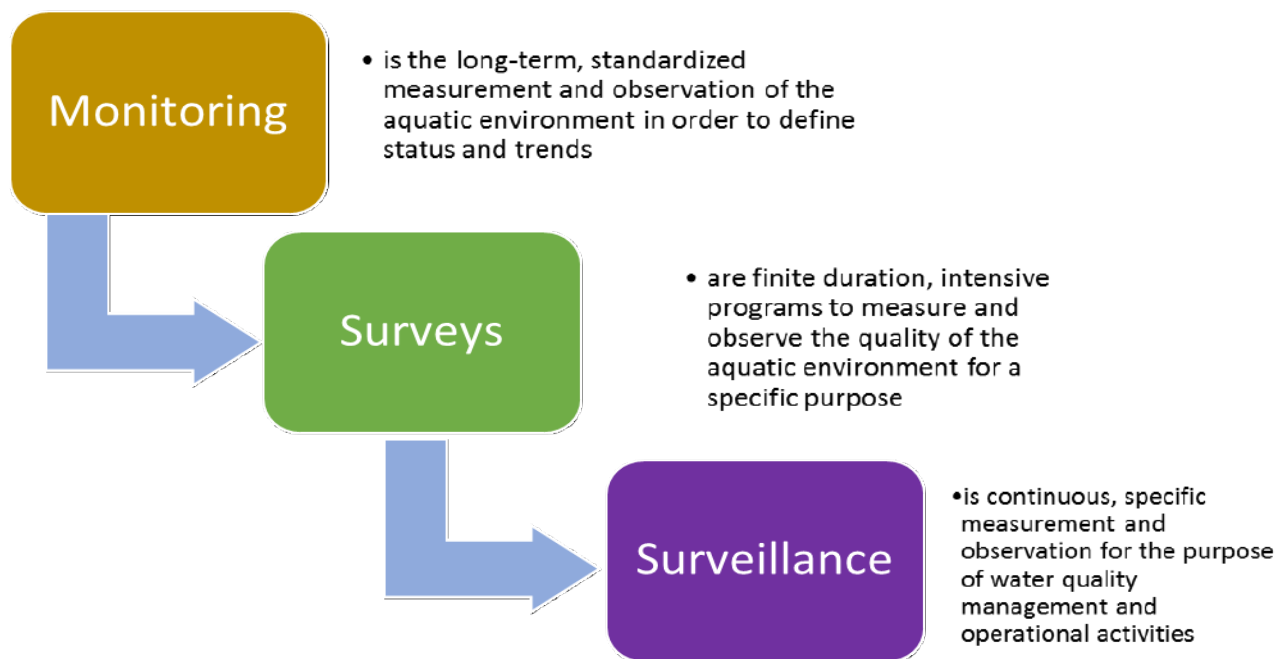 Monitoring
• is the long-term, standardized
measurement and observation of the
aquatic environment in order to define
status and trends
Surveys
• are finite duration, intensive
programs to measure and
observe the quality of the
aquatic environment for a
specific purpose
Surveillance
•is continuous, specific
measurement and
observation for the purpose
of water quality
management and
operational activities